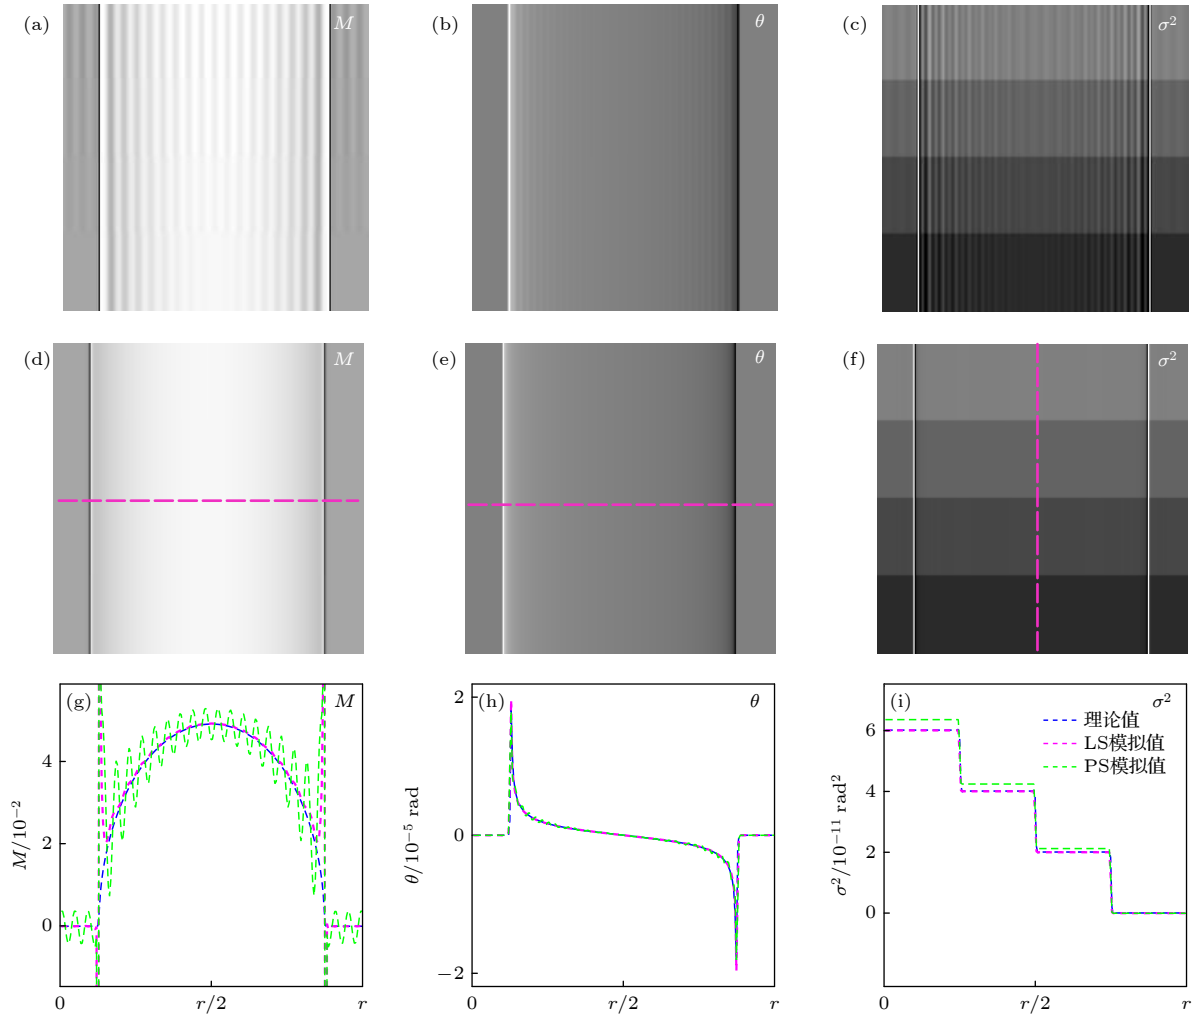 (a) M
(b) θ
(c) σ²
(d) M
(e) θ
(f) σ²
(g) M
M/10⁻²
4
2
0
0 r/2 r
(h) θ
θ/10⁻⁵ rad
2
0
−2
0 r/2 r
(i) σ²
σ²/10⁻¹¹ rad²
6
4
2
0
理论值
LS模拟值
PS模拟值
0 r/2 r